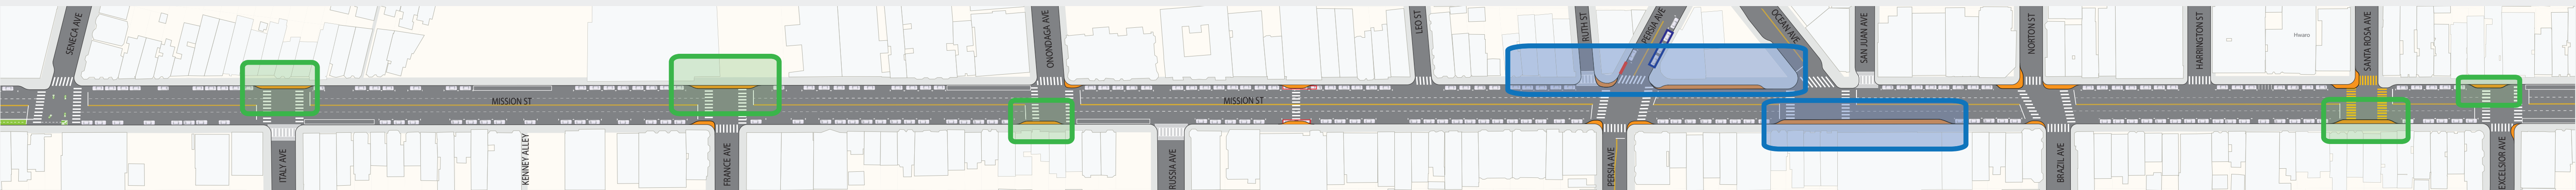 SENECA AVE
ONONDAGA AVE
LEO ST
RUTH ST
PERSIA AVE
OCEAN AVE
SAN JUAN AVE
NORTON ST
HARRINGTON ST
Hwaro
SANTA ROSA AVE
MISSION ST
MISSION ST
ITALY AVE
KENNEY ALLEY
FRANCE AVE
RUSSIA AVE
PERSIA AVE
BRAZIL AVE
EXCELSIOR AVE